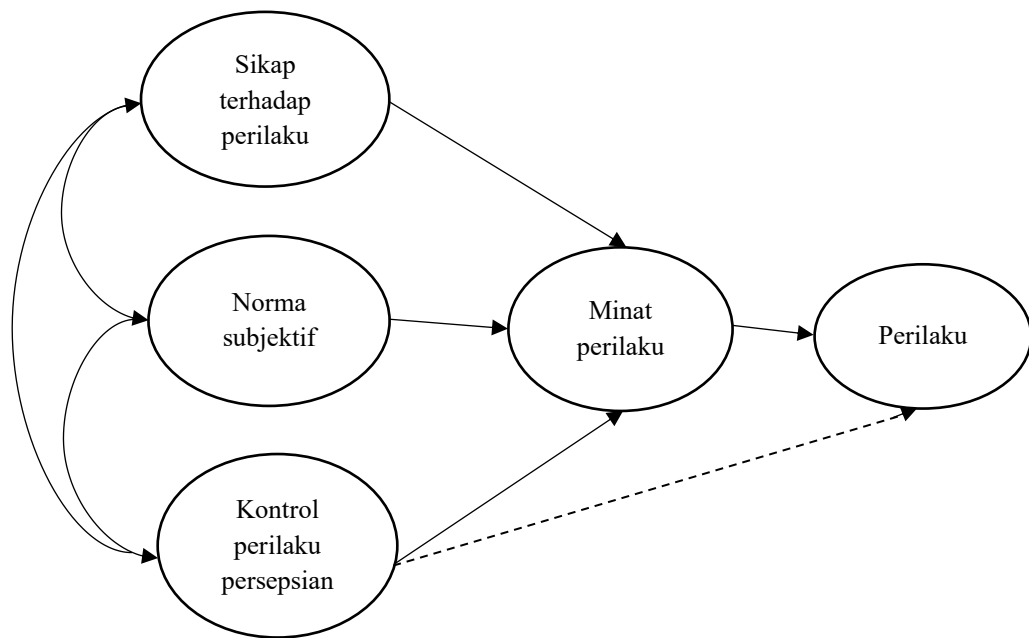 Sikap
terhadap
perilaku
Norma
subjektif
Minat
perilaku
Perilaku
Kontrol
perilaku
persepsian